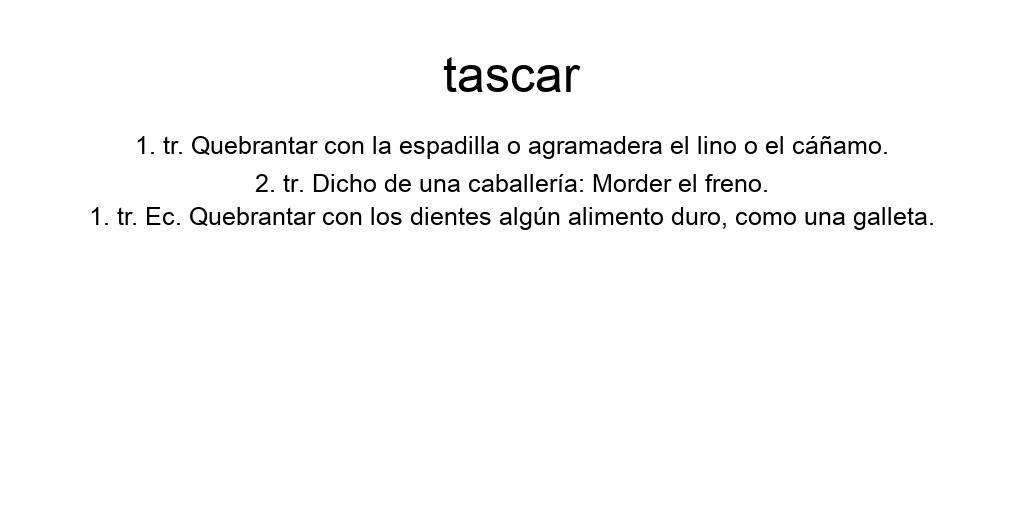 tascar
1. tr. Quebrantar con la espadilla o agramadera el lino o el cáñamo.
2. tr. Dicho de una caballería: Morder el freno.
1. tr. Ec. Quebrantar con los dientes algún alimento duro, como una galleta.